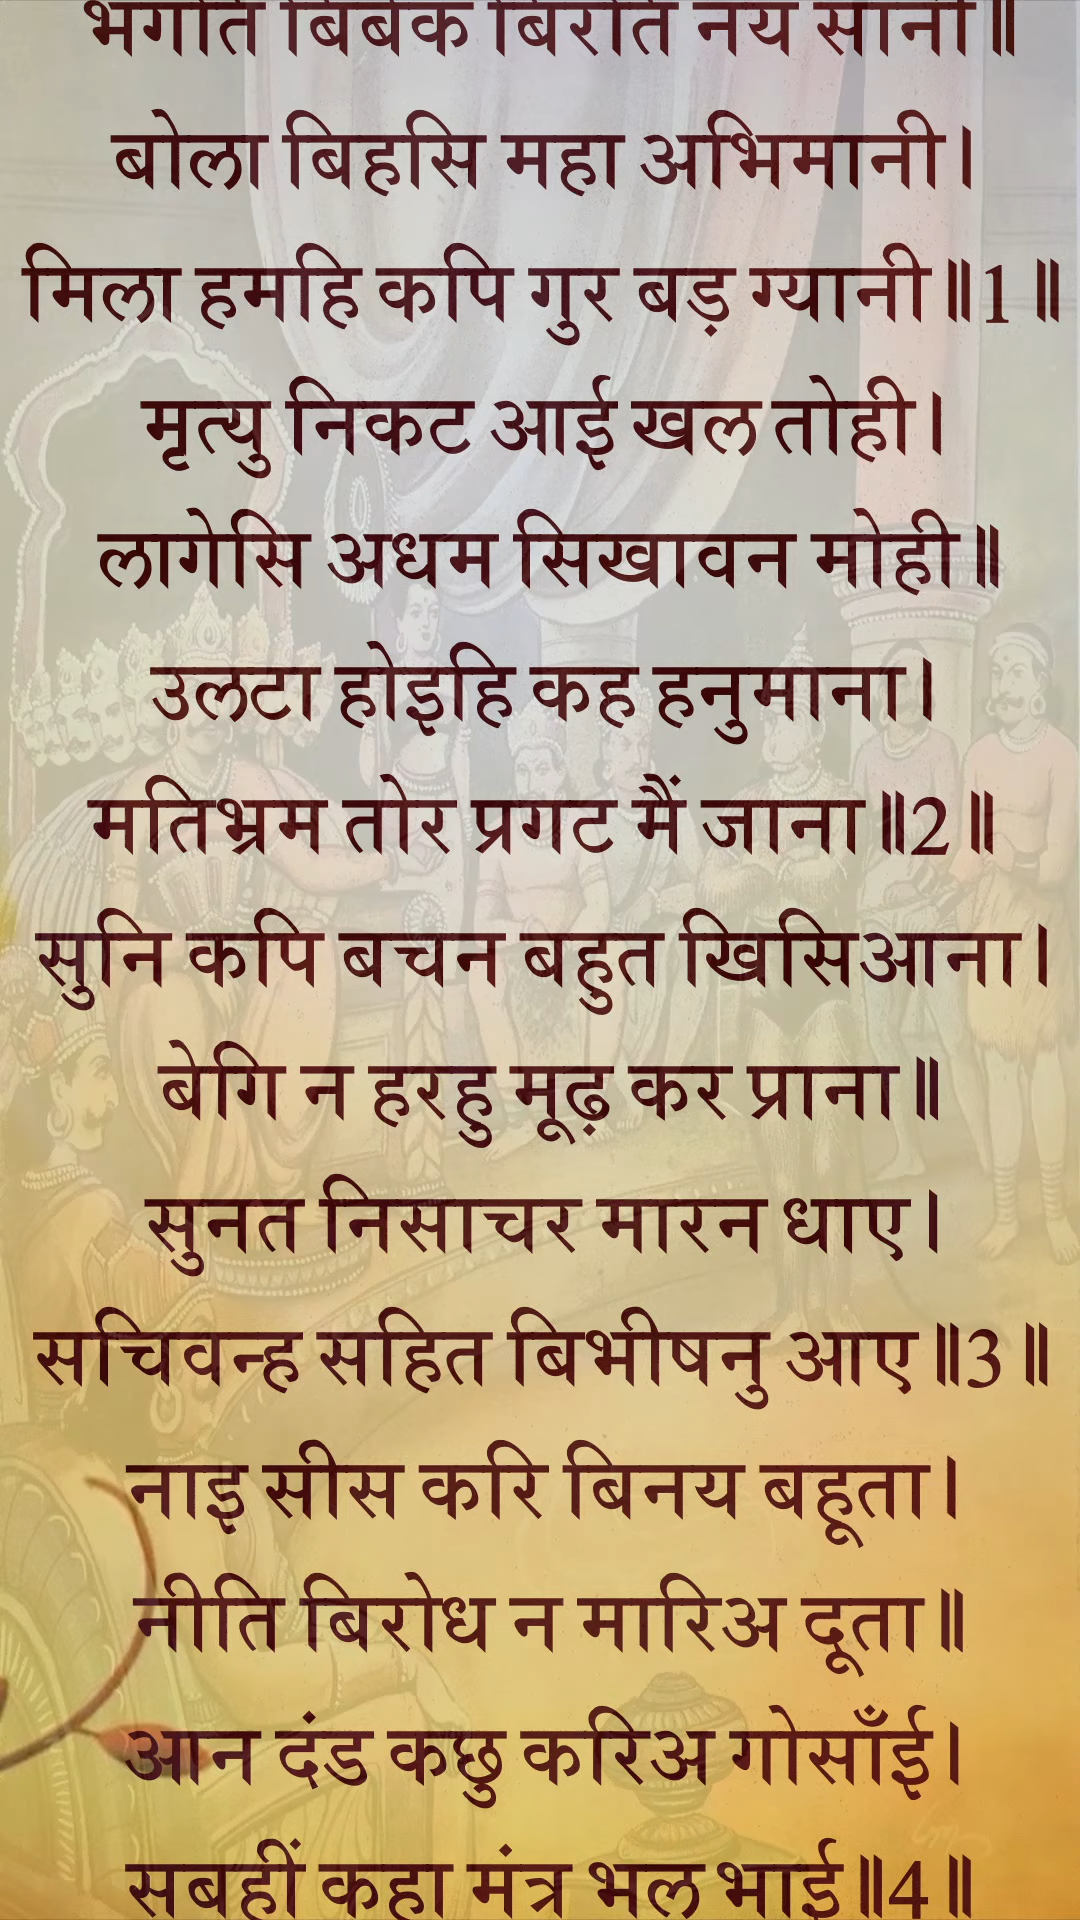 भगति बिबेक बिरति नय सानी॥
बोला बिहसि महा अभिमानी।
मिला हमहि कपि गुर बड़ ग्यानी॥1॥
मृत्यु निकट आई खल तोही।
लागेसि अधम सिखावन मोही॥
उलटा होइहि कह हनुमाना।
मतिभ्रम तोर प्रगट मैं जाना॥2॥
सुनि कपि बचन बहुत खिसिआना।
बेगि न हरहु मूढ़ कर प्राना॥
सुनत निसाचर मारन धाए।
सचिवन्ह सहित बिभीषनु आए॥3॥
नाइ सीस करि बिनय बहूता।
नीति बिरोध न मारिअ दूता॥
आन दंड कछु करिअ गोसाँई।
सबहीं कहा मंत्र भल भाई॥4॥